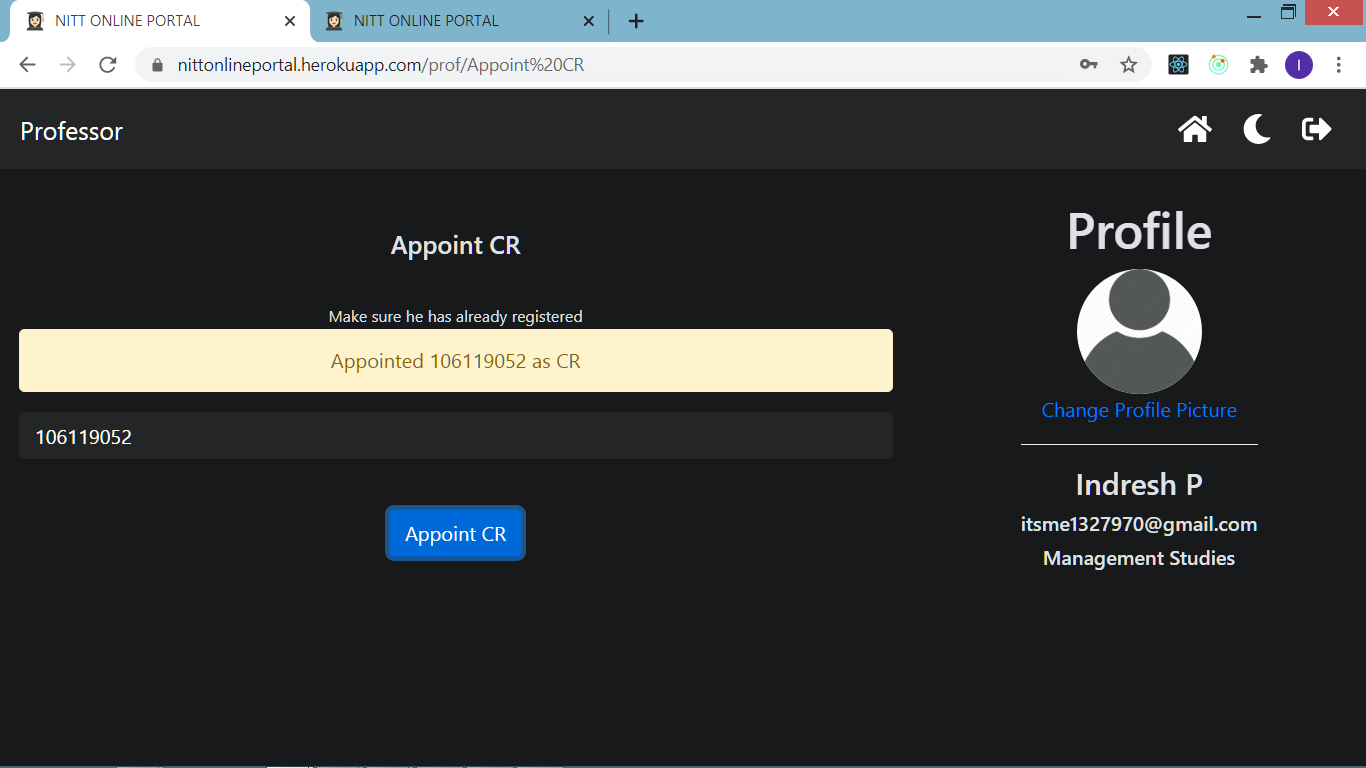 NITT ONLINE PORTAL
NITT ONLINE PORTAL
nittonlineportal.herokuapp.com/prof/Appoint%20CR
I
Professor
Appoint CR
Make sure he has already registered
Appointed 106119052 as CR
106119052
Appoint CR
Profile
Change Profile Picture
Indresh P
itsme1327970@gmail.com
Management Studies